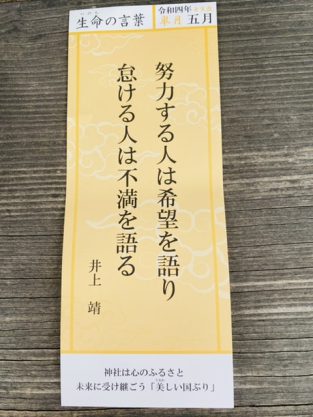 生命の言葉
令和四年
皐月 五月
努力する人は希望を語り
怠ける人は不満を語る
井上 靖
神社は心のふるさと
未来に受け継ごう「美しい国ぶり」